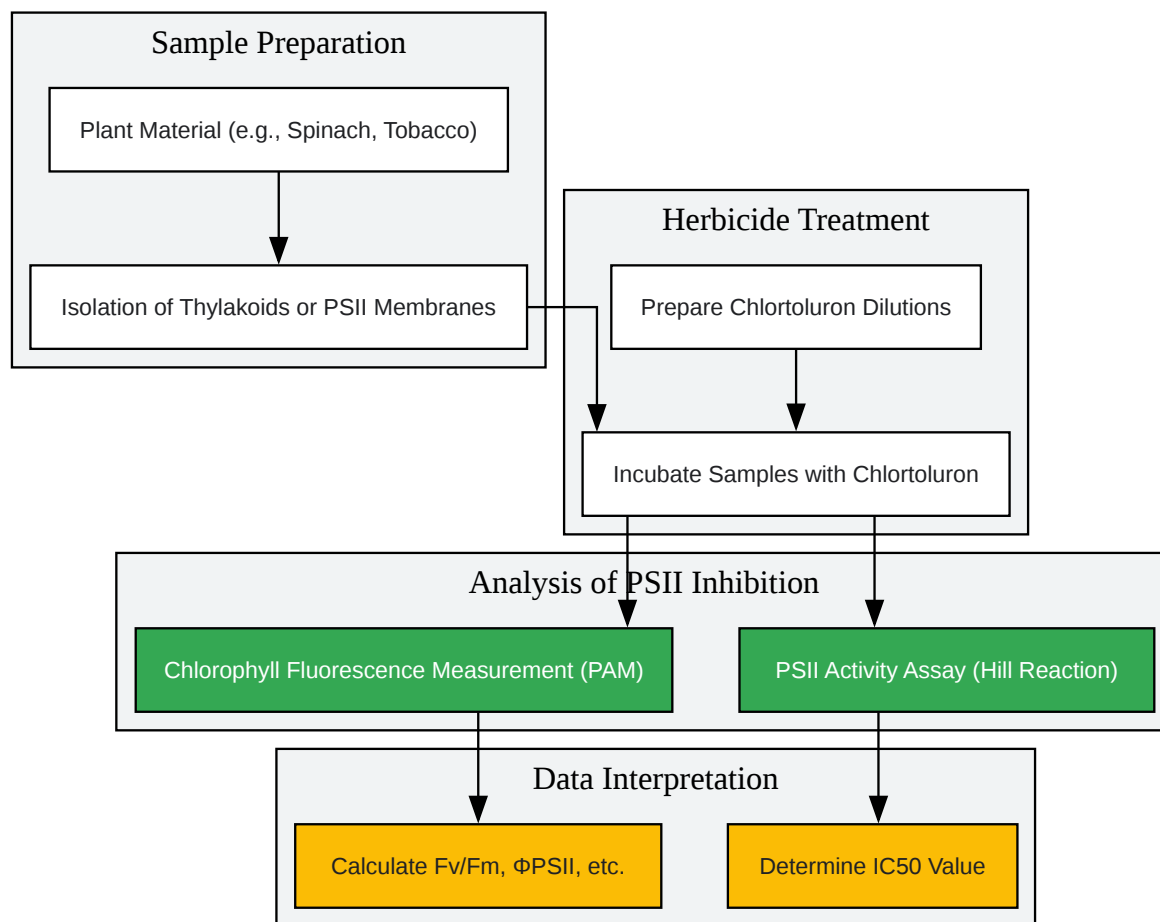 Sample Preparation
Plant Material (e.g., Spinach, Tobacco)
Isolation of Thylakoids or PSII Membranes
Herbicide Treatment
Prepare Chlortoluron Dilutions
Incubate Samples with Chlortoluron
Analysis of PSII Inhibition
Chlorophyll Fluorescence Measurement (PAM)
PSII Activity Assay (Hill Reaction)
Data Interpretation
Calculate Fv/Fm, ΦPSII, etc.
Determine IC50 Value